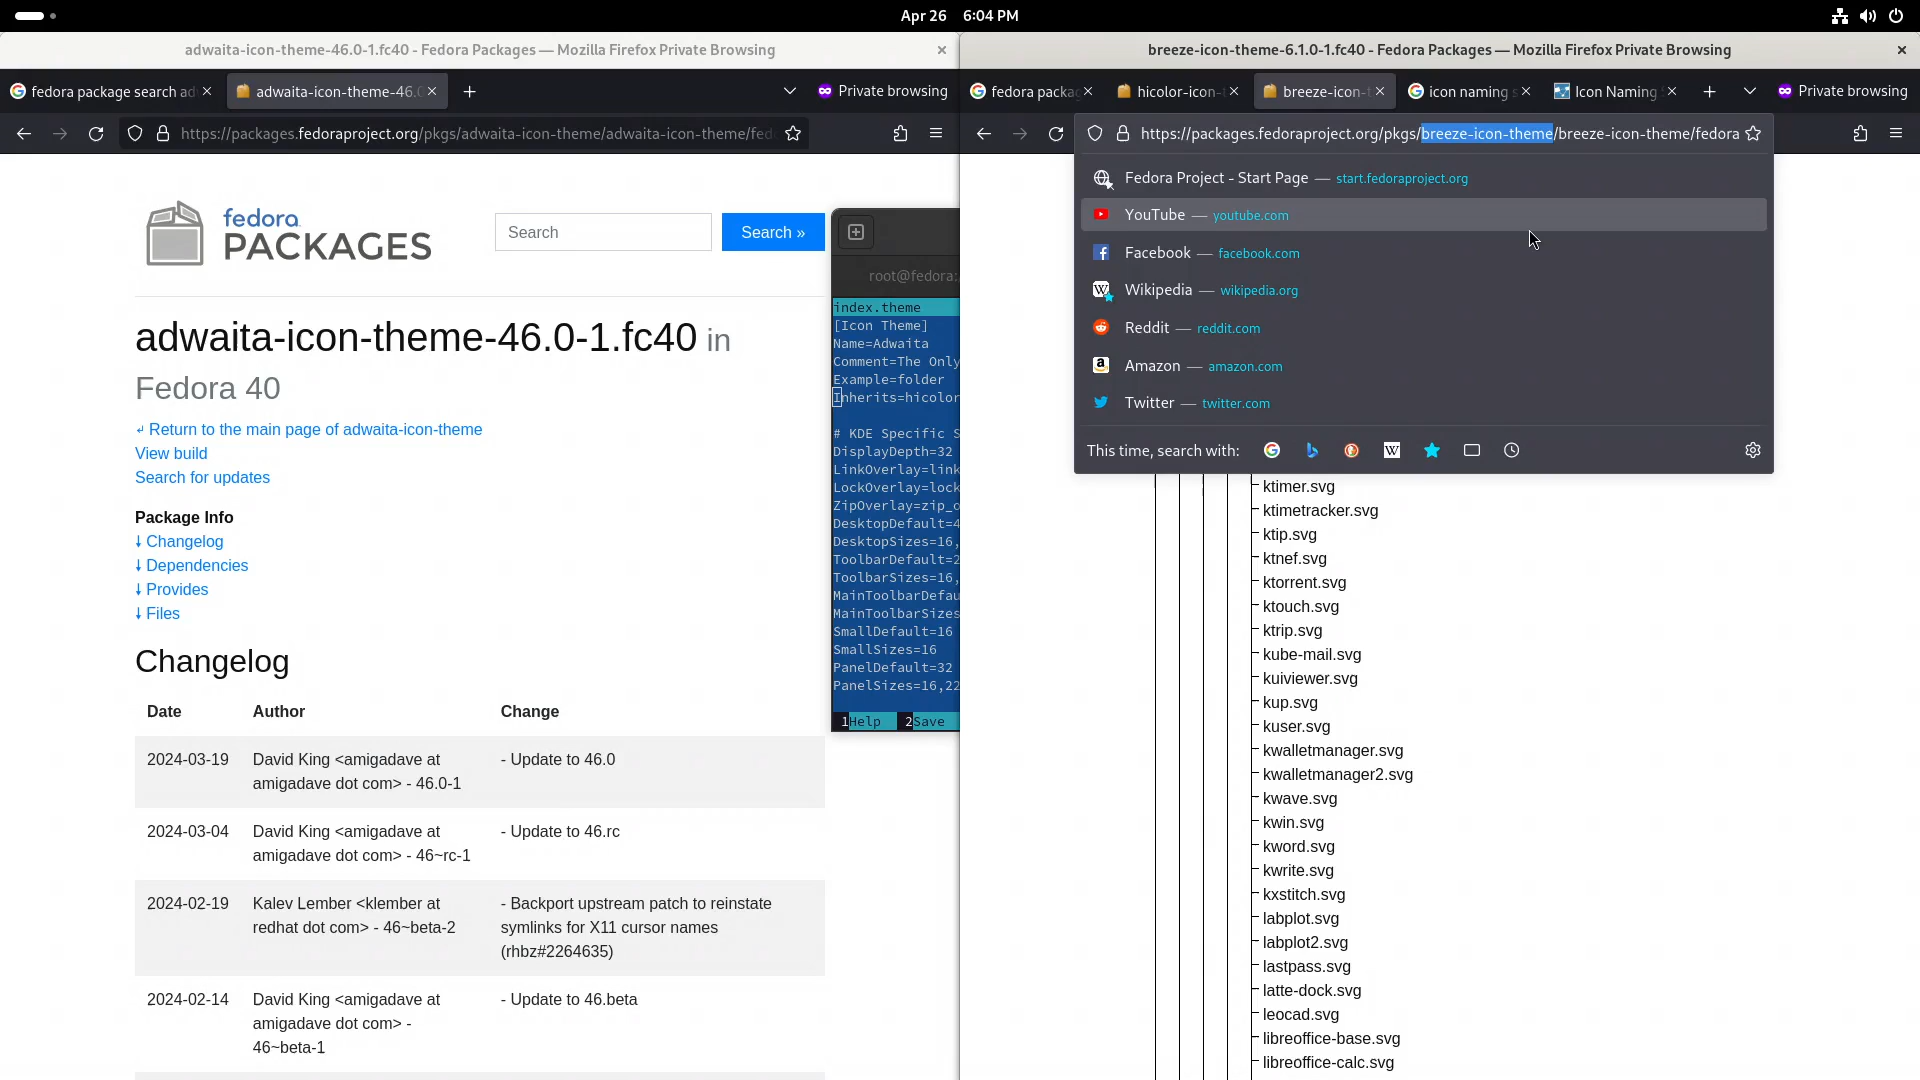 Apr 26 6:04 PM
adwaita-icon-theme-46.0-1.fc40 - Fedora Packages — Mozilla Firefox Private Browsing
fedora package search ad
adwaita-icon-theme-46.0
Private browsing
https://packages.fedoraproject.org/pkgs/adwaita-icon-theme/adwaita-icon-theme/fed
fedora
PACKAGES
Search
Search »
adwaita-icon-theme-46.0-1.fc40 in
Fedora 40
Return to the main page of adwaita-icon-theme
View build
Search for updates
Package Info
↓ Changelog
↓ Dependencies
↓ Provides
↓ Files
Changelog
Date Author Change
2024-03-19 David King <amigadave at - Update to 46.0
amigadave dot com> - 46.0-1
2024-03-04 David King <amigadave at - Update to 46.rc
amigadave dot com> - 46~rc-1
2024-02-19 Kalev Lember <klember at - Backport upstream patch to reinstate
redhat dot com> - 46~beta-2 symlinks for X11 cursor names
(rhbz#2264635)
2024-02-14 David King <amigadave at - Update to 46.beta
amigadave dot com> -
46~beta-1
root@fedora:
index.theme
[Icon Theme]
Name=Adwaita
Comment=The Only
Example=folder
Inherits=hicolor
# KDE Specific S
DisplayDepth=32
LinkOverlay=link
LockOverlay=lock
ZipOverlay=zip_o
DesktopDefault=4
DesktopSizes=16,
ToolbarDefault=2
ToolbarSizes=16,
MainToolbarDefau
MainToolbarSizes
SmallDefault=16
SmallSizes=16
PanelDefault=32
PanelSizes=16,22
1Help 2Save
breeze-icon-theme-6.1.0-1.fc40 - Fedora Packages — Mozilla Firefox Private Browsing
fedora packag
hicolor-icon-t
breeze-icon-t
icon naming s
Icon Naming
Private browsing
https://packages.fedoraproject.org/pkgs/breeze-icon-theme/breeze-icon-theme/fedora
Fedora Project - Start Page — start.fedoraproject.org
YouTube — youtube.com
Facebook — facebook.com
Wikipedia — wikipedia.org
Reddit — reddit.com
Amazon — amazon.com
Twitter — twitter.com
This time, search with:
ktimer.svg
ktimetracker.svg
ktip.svg
ktnef.svg
ktorrent.svg
ktouch.svg
ktrip.svg
kube-mail.svg
kuiviewer.svg
kup.svg
kuser.svg
kwalletmanager.svg
kwalletmanager2.svg
kwave.svg
kwin.svg
kword.svg
kwrite.svg
kxstitch.svg
labplot.svg
labplot2.svg
lastpass.svg
latte-dock.svg
leocad.svg
libreoffice-base.svg
libreoffice-calc.svg